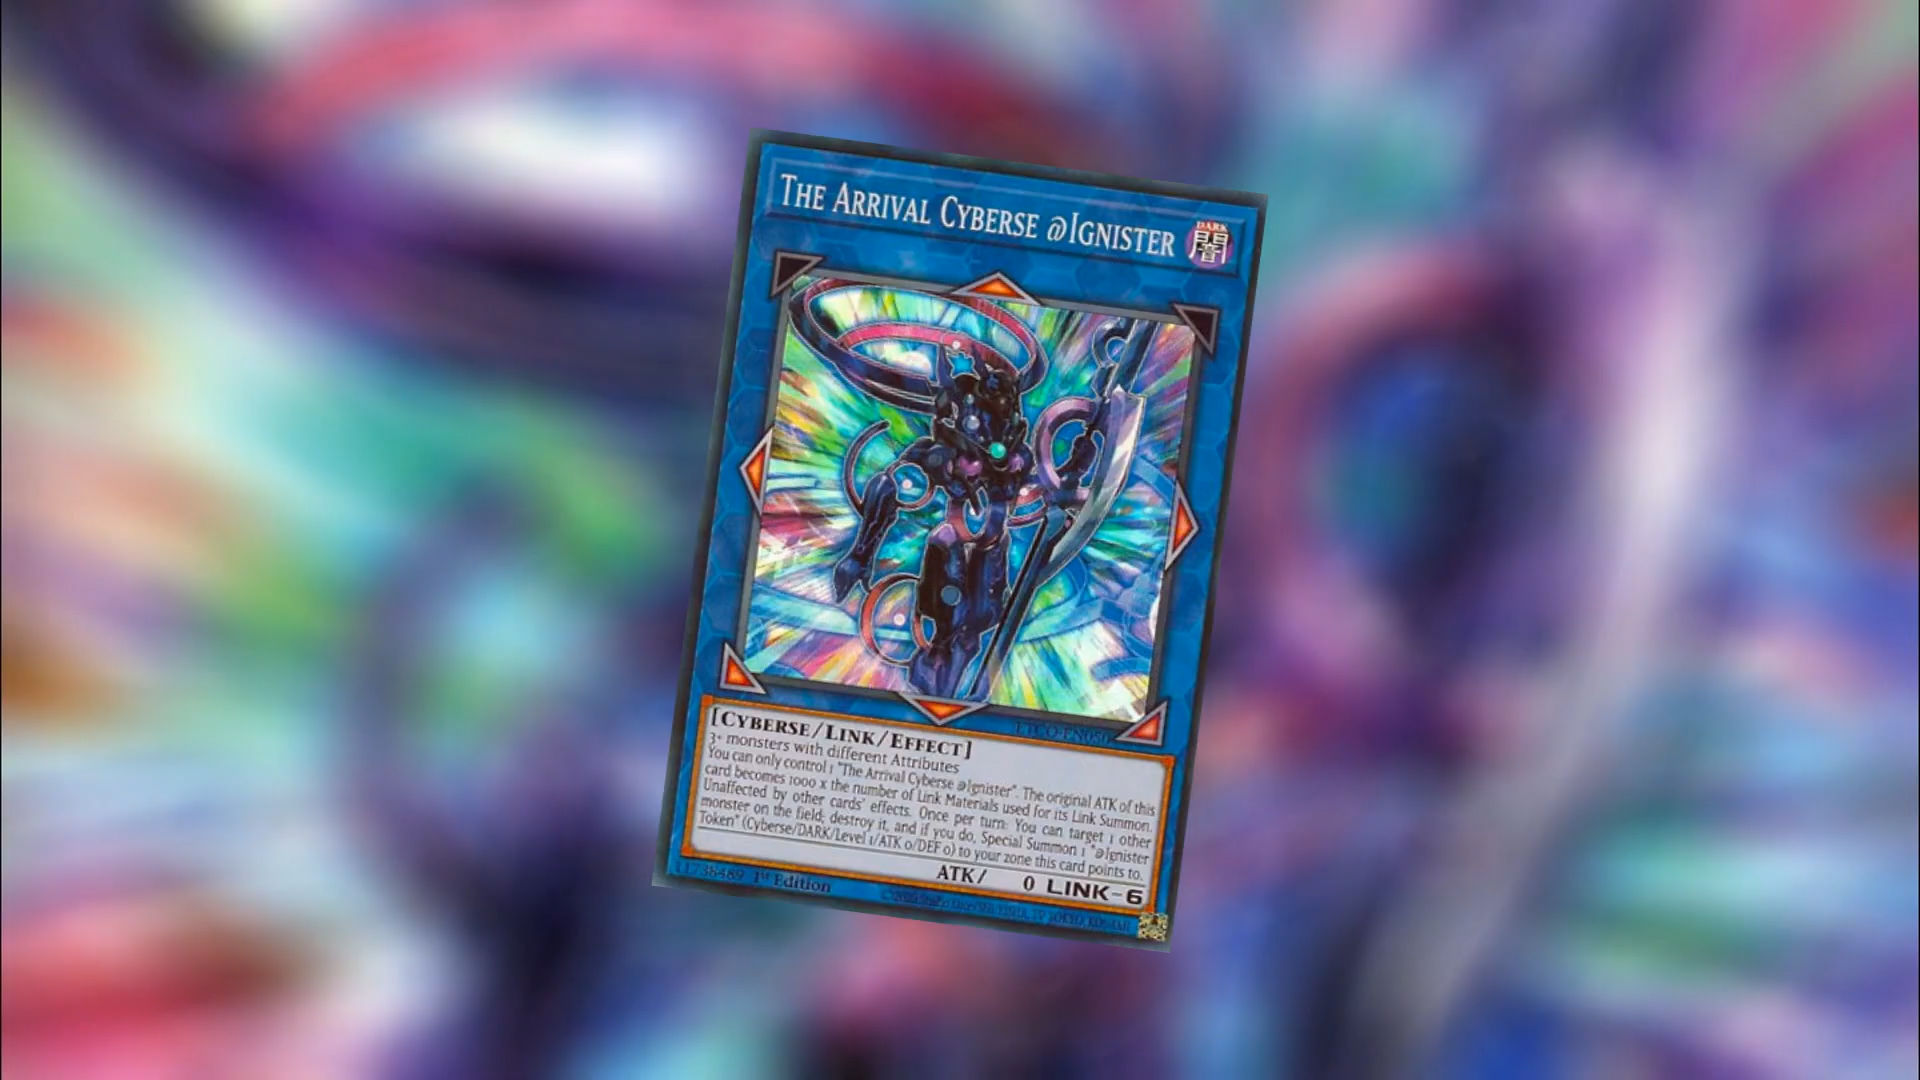 THE ARRIVAL CYBERSE @IGNISTER
DARK
闇
ETCO-EN050
[CYBERSE/LINK/EFFECT]
3+ monsters with different Attributes
You can only control 1 "The Arrival Cyberse @Ignister". The original ATK of this
card becomes 1000 x the number of Link Materials used for its Link Summon.
Unaffected by other cards' effects. Once per turn: You can target 1 other
monster on the field; destroy it, and if you do, Special Summon 1 "@Ignister
Token" (Cyberse/DARK/Level 1/ATK 0/DEF 0) to your zone this card points to.
ATK/ 0 LINK-6
11738489 1st Edition